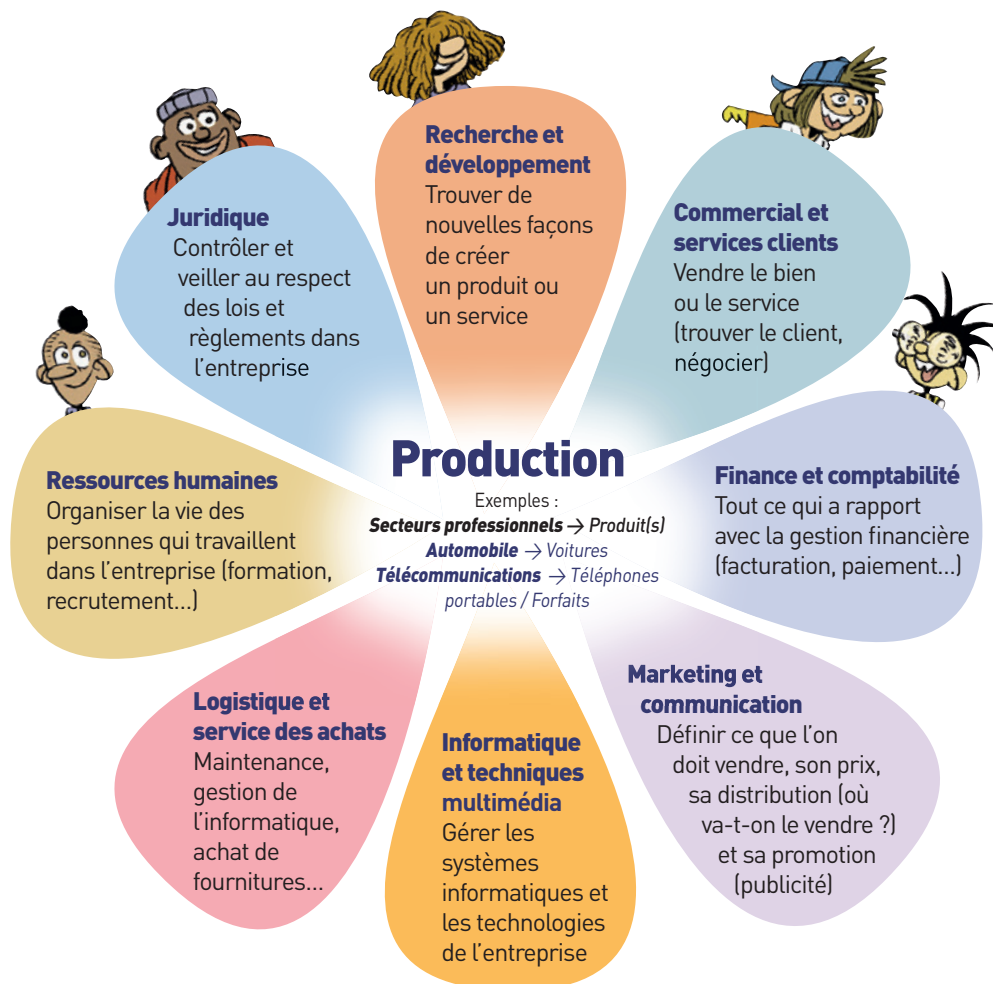 Recherche et
développement
Trouver de
nouvelles façons
de créer
un produit ou
un service
Commercial et
services clients
Vendre le bien
ou le service
(trouver le client,
négocier)
Finance et comptabilité
Tout ce qui a rapport
avec la gestion financière
(facturation, paiement...)
Marketing et
communication
Définir ce que l'on
doit vendre, son prix,
sa distribution (où
va-t-on le vendre ?)
et sa promotion
(publicité)
Informatique
et techniques
multimédia
Gérer les
systèmes
informatiques et
les technologies
de l'entreprise
Logistique et
service des achats
Maintenance,
gestion de
l'informatique,
achat de
fournitures...
Ressources humaines
Organiser la vie des
personnes qui travaillent
dans l'entreprise (formation,
recrutement...)
Juridique
Contrôler et
veiller au respect
des lois et
règlements dans
l'entreprise
Production
Exemples :
Secteurs professionnels → Produit(s)
Automobile → Voitures
Télécommunications → Téléphones
portables / Forfaits